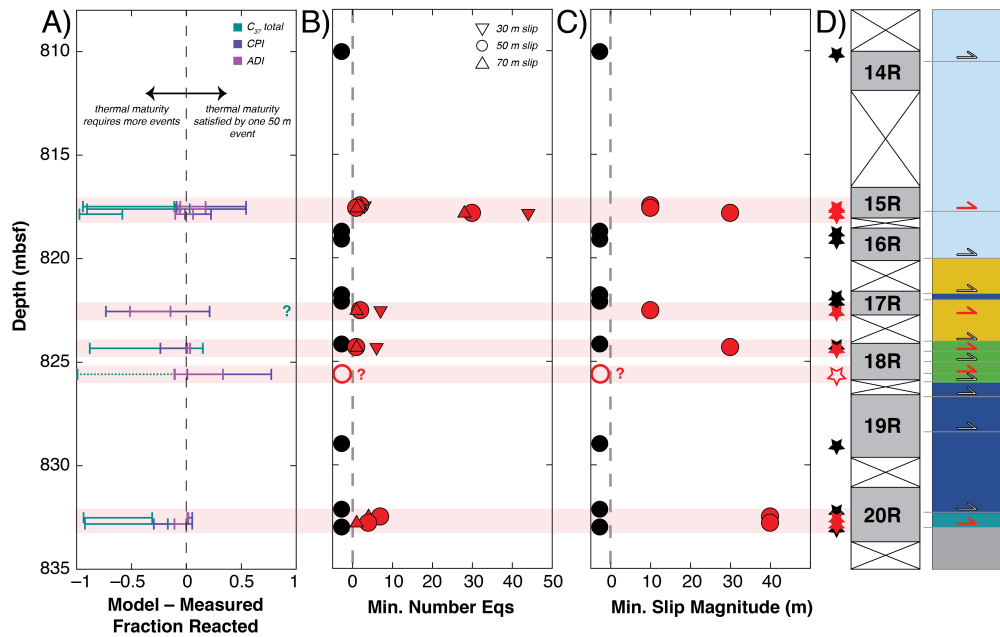 A)
B)
C)
D)
C37 total
CPI
ADI
thermal maturity
requires more events
thermal maturity
satisfied by one 50 m
event
30 m slip
50 m slip
70 m slip
Depth (mbsf)
810
815
820
825
830
835
?
?
?
14R
15R
16R
17R
18R
19R
20R
−1
−0.5
0
0.5
1
Model – Measured
Fraction Reacted
0
10
20
30
40
50
Min. Number Eqs
0
10
20
30
40
Min. Slip Magnitude (m)